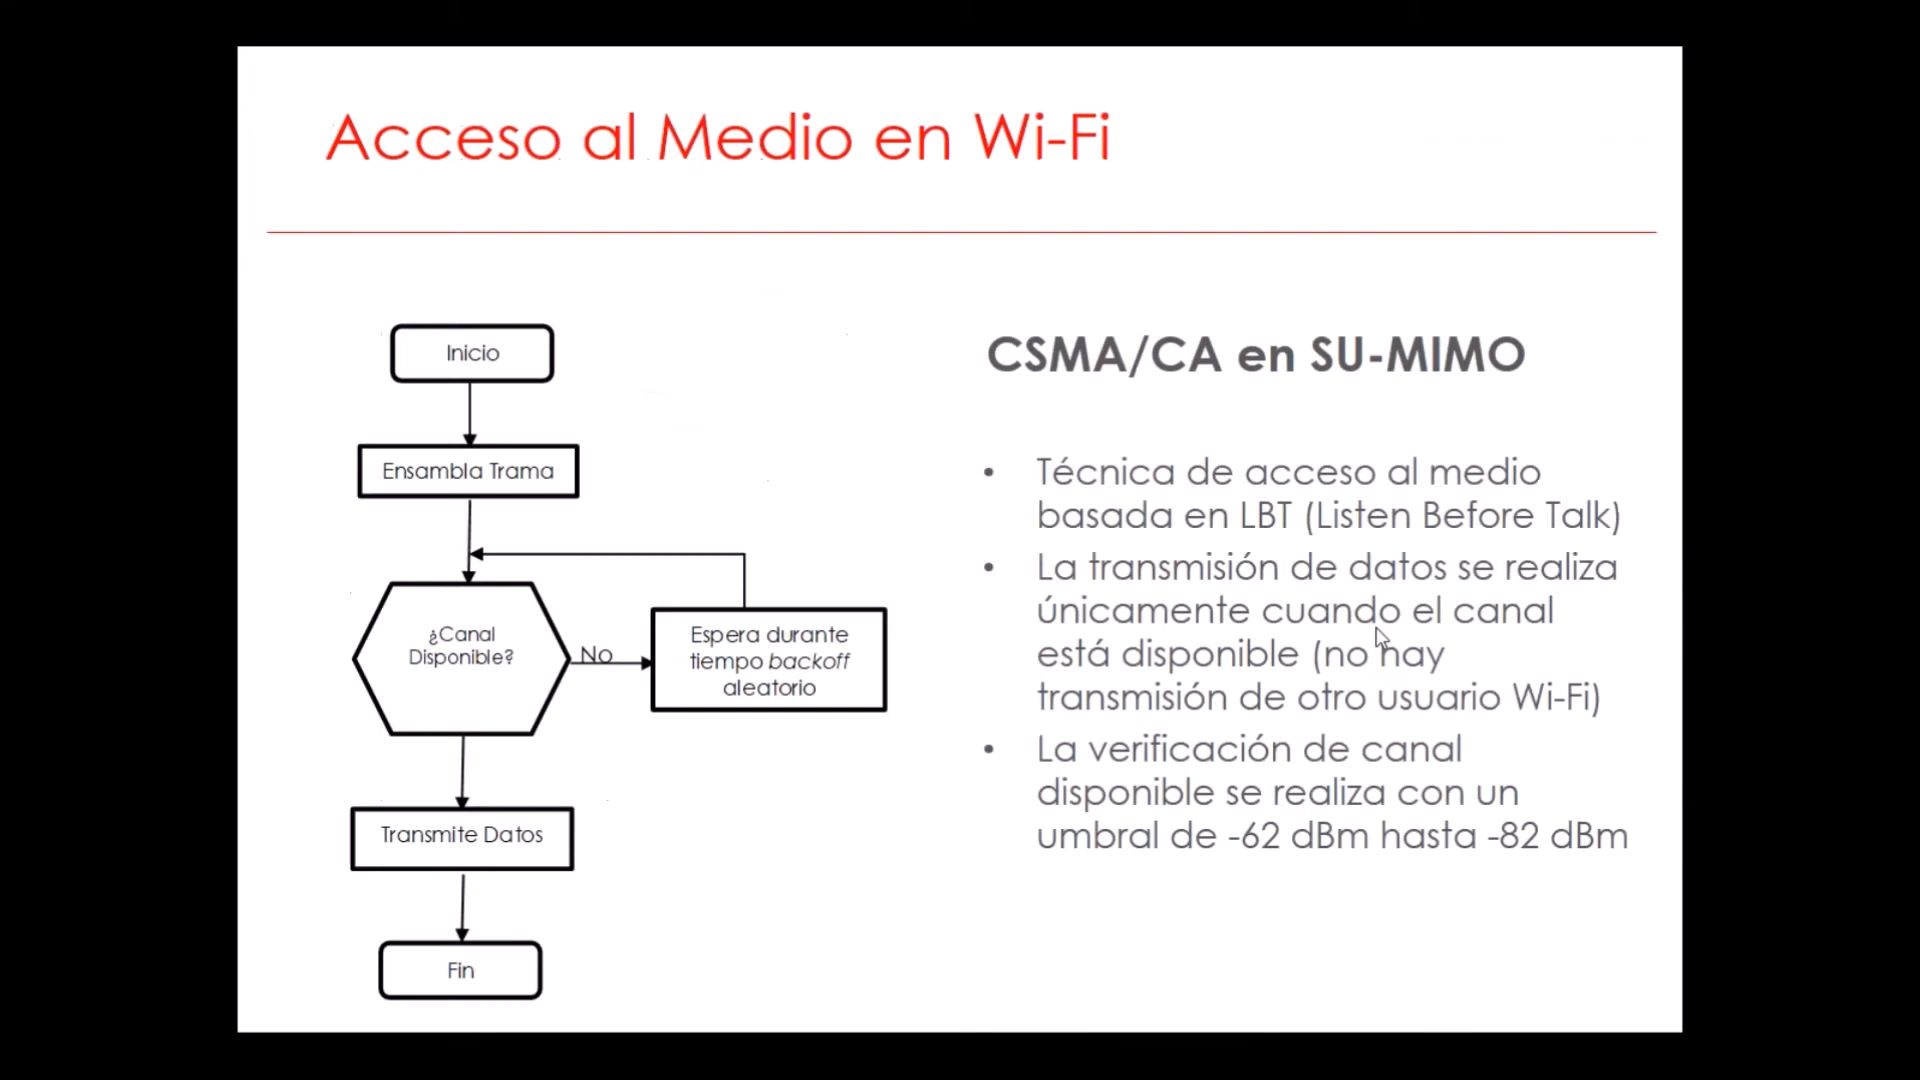 Acceso al Medio en Wi-Fi
Inicio
Ensambla Trama
¿Canal
Disponible?
No
Espera durante
tiempo backoff
aleatorio
Transmite Datos
Fin
CSMA/CA en SU-MIMO
• Técnica de acceso al medio
basada en LBT (Listen Before Talk)
• La transmisión de datos se realiza
únicamente cuando el canal
está disponible (no hay
transmisión de otro usuario Wi-Fi)
• La verificación de canal
disponible se realiza con un
umbral de -62 dBm hasta -82 dBm